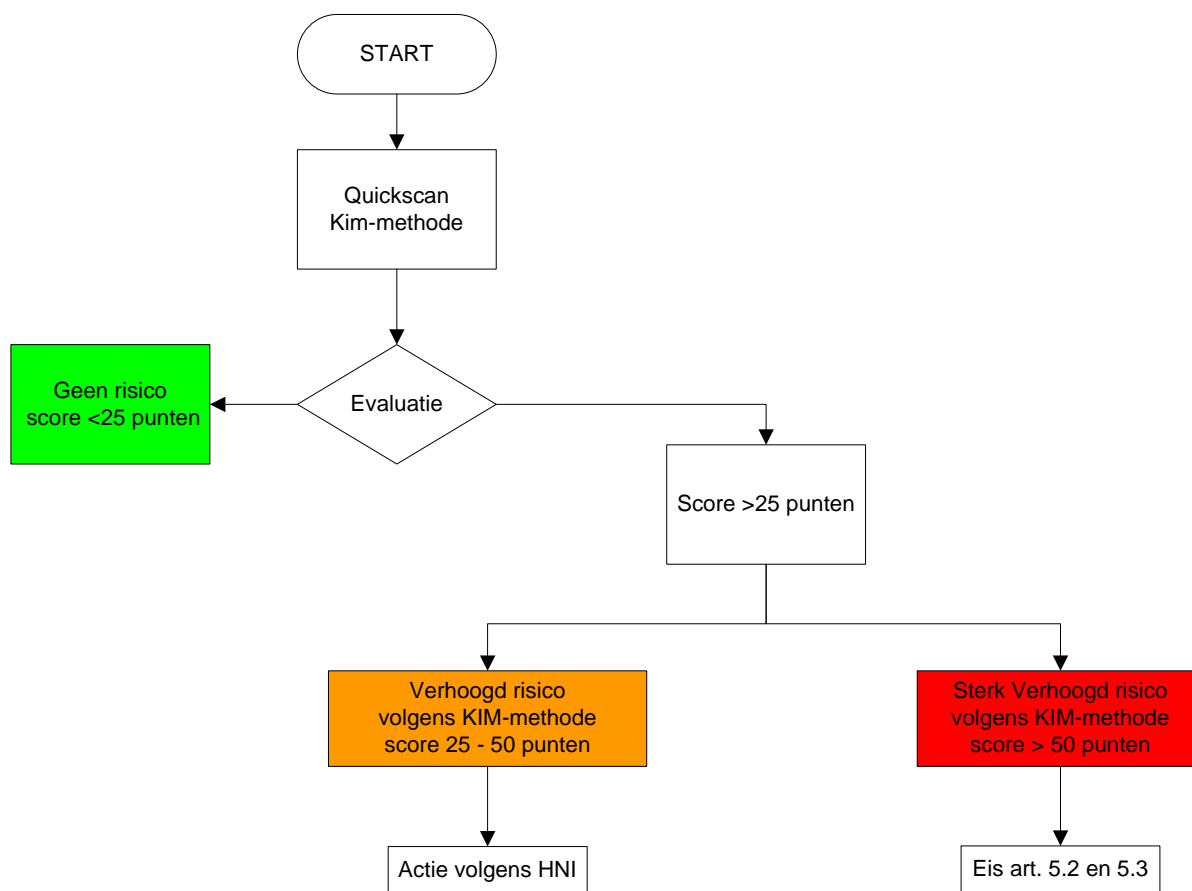 START
Quickscan
Kim-methode
Geen risico
score <25 punten
Evaluatie
Score >25 punten
Verhoogd risico
volgens KIM-methode
score 25 - 50 punten
Sterk Verhoogd risico
volgens KIM-methode
score > 50 punten
Actie volgens HNI
Eis art. 5.2 en 5.3